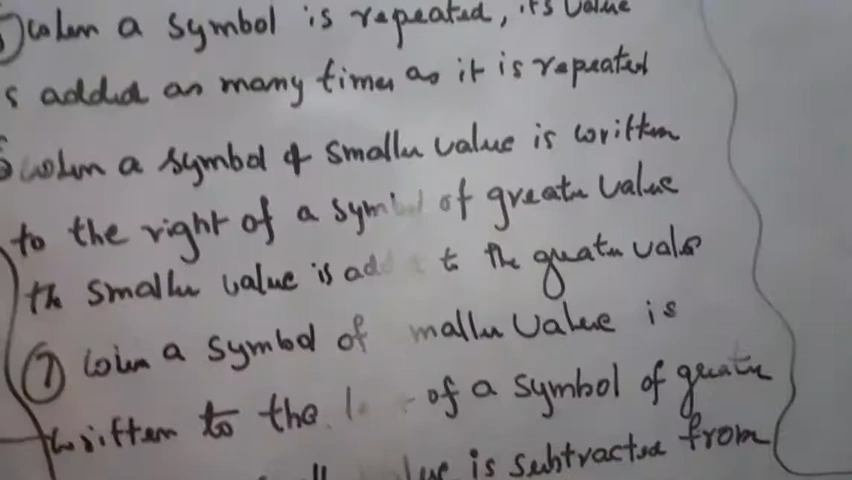 when a symbol is repeated, its value
is added as many times as it is repeated
when a symbol of smaller value is written
to the right of a symbol of greater value
the smaller value is added to the greater value
7 when a symbol of smaller value is
written to the of a symbol of greater
value is subtracted from